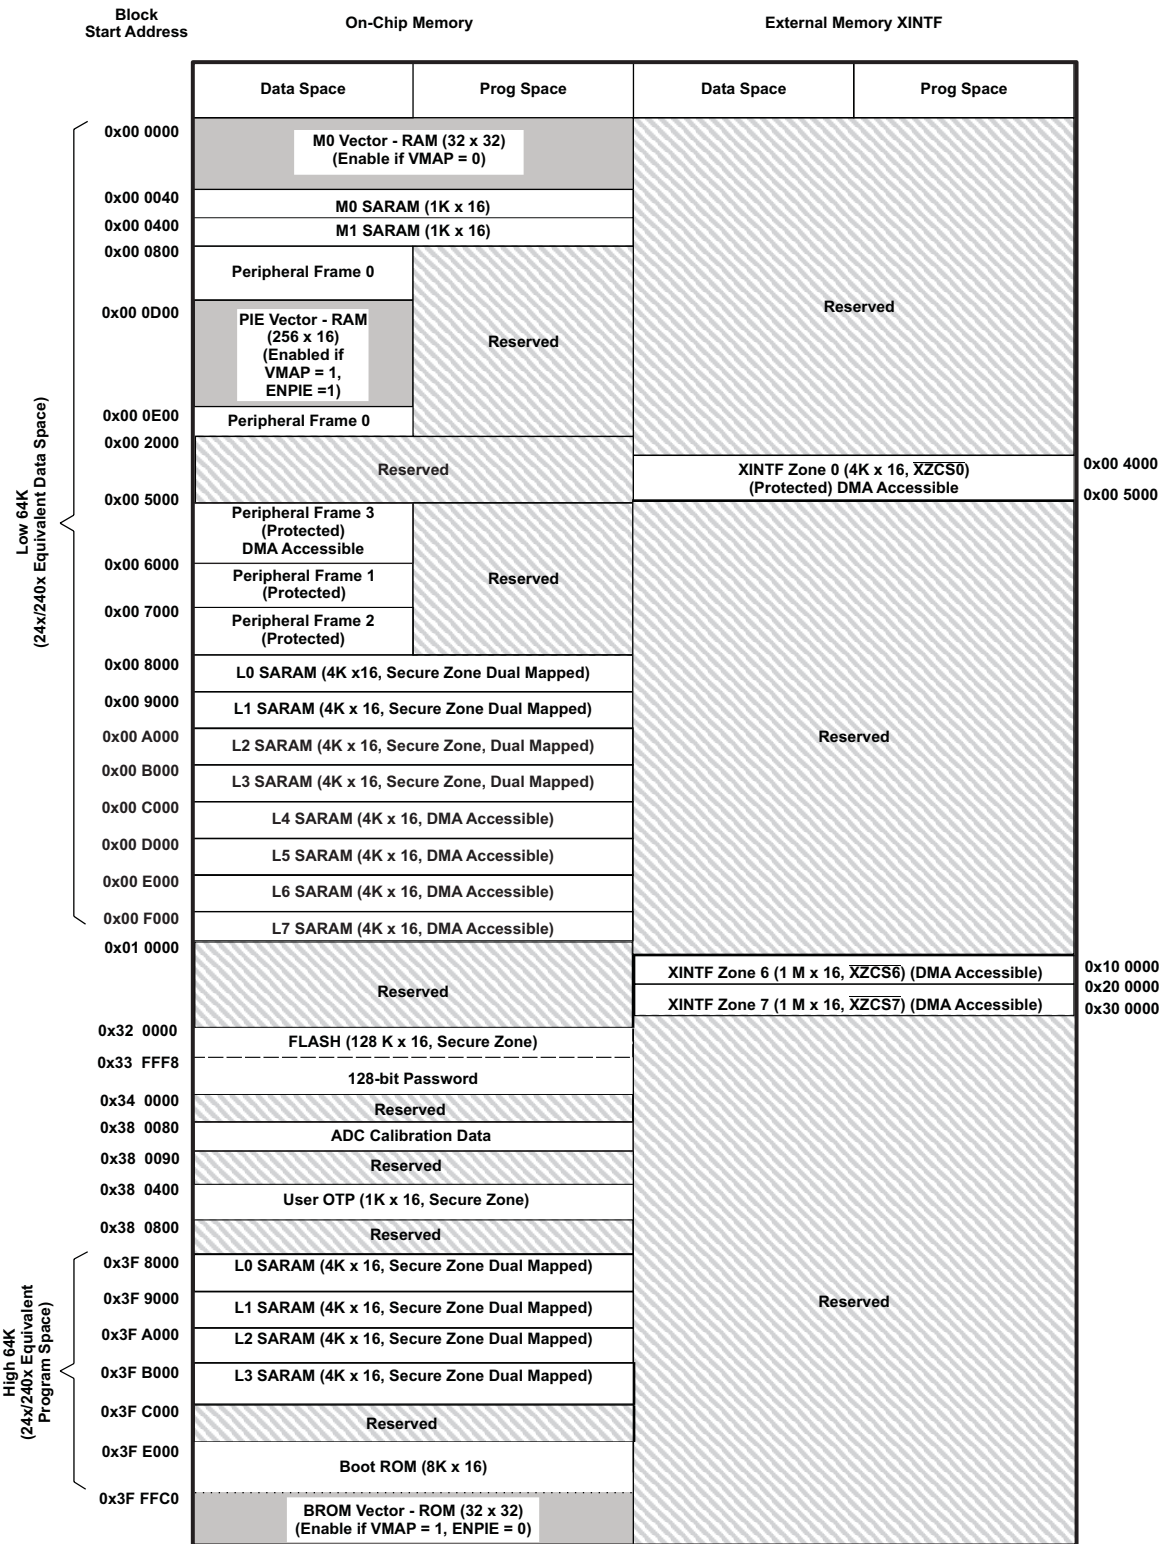 Block
Start Address
On-Chip Memory
External Memory XINTF
Data Space
Prog Space
Data Space
Prog Space
Low 64K
(24x/240x Equivalent Data Space)
0x00 0000
M0 Vector - RAM (32 x 32)
(Enable if VMAP = 0)
0x00 0040
M0 SARAM (1K x 16)
0x00 0400
M1 SARAM (1K x 16)
0x00 0800
Peripheral Frame 0
Reserved
0x00 0D00
PIE Vector - RAM
(256 x 16)
(Enabled if
VMAP = 1,
ENPIE =1)
Reserved
0x00 0E00
Peripheral Frame 0
0x00 2000
Reserved
XINTF Zone 0 (4K x 16, XZCS0)
(Protected) DMA Accessible
0x00 4000
0x00 5000
0x00 5000
Peripheral Frame 3
(Protected)
DMA Accessible
Reserved
0x00 6000
Peripheral Frame 1
(Protected)
0x00 7000
Peripheral Frame 2
(Protected)
0x00 8000
L0 SARAM (4K x16, Secure Zone Dual Mapped)
0x00 9000
L1 SARAM (4K x 16, Secure Zone Dual Mapped)
0x00 A000
L2 SARAM (4K x 16, Secure Zone, Dual Mapped)
Reserved
0x00 B000
L3 SARAM (4K x 16, Secure Zone, Dual Mapped)
0x00 C000
L4 SARAM (4K x 16, DMA Accessible)
0x00 D000
L5 SARAM (4K x 16, DMA Accessible)
0x00 E000
L6 SARAM (4K x 16, DMA Accessible)
0x00 F000
L7 SARAM (4K x 16, DMA Accessible)
0x01 0000
Reserved
XINTF Zone 6 (1 M x 16, XZCS6) (DMA Accessible)
0x10 0000
0x20 0000
XINTF Zone 7 (1 M x 16, XZCS7) (DMA Accessible)
0x30 0000
0x32 0000
FLASH (128 K x 16, Secure Zone)
0x33 FFF8
128-bit Password
0x34 0000
Reserved
0x38 0080
ADC Calibration Data
0x38 0090
Reserved
0x38 0400
User OTP (1K x 16, Secure Zone)
0x38 0800
Reserved
High 64K
(24x/240x Equivalent
Program Space)
0x3F 8000
L0 SARAM (4K x 16, Secure Zone Dual Mapped)
0x3F 9000
L1 SARAM (4K x 16, Secure Zone Dual Mapped)
Reserved
0x3F A000
L2 SARAM (4K x 16, Secure Zone Dual Mapped)
0x3F B000
L3 SARAM (4K x 16, Secure Zone Dual Mapped)
0x3F C000
Reserved
0x3F E000
Boot ROM (8K x 16)
0x3F FFC0
BROM Vector - ROM (32 x 32)
(Enable if VMAP = 1, ENPIE = 0)